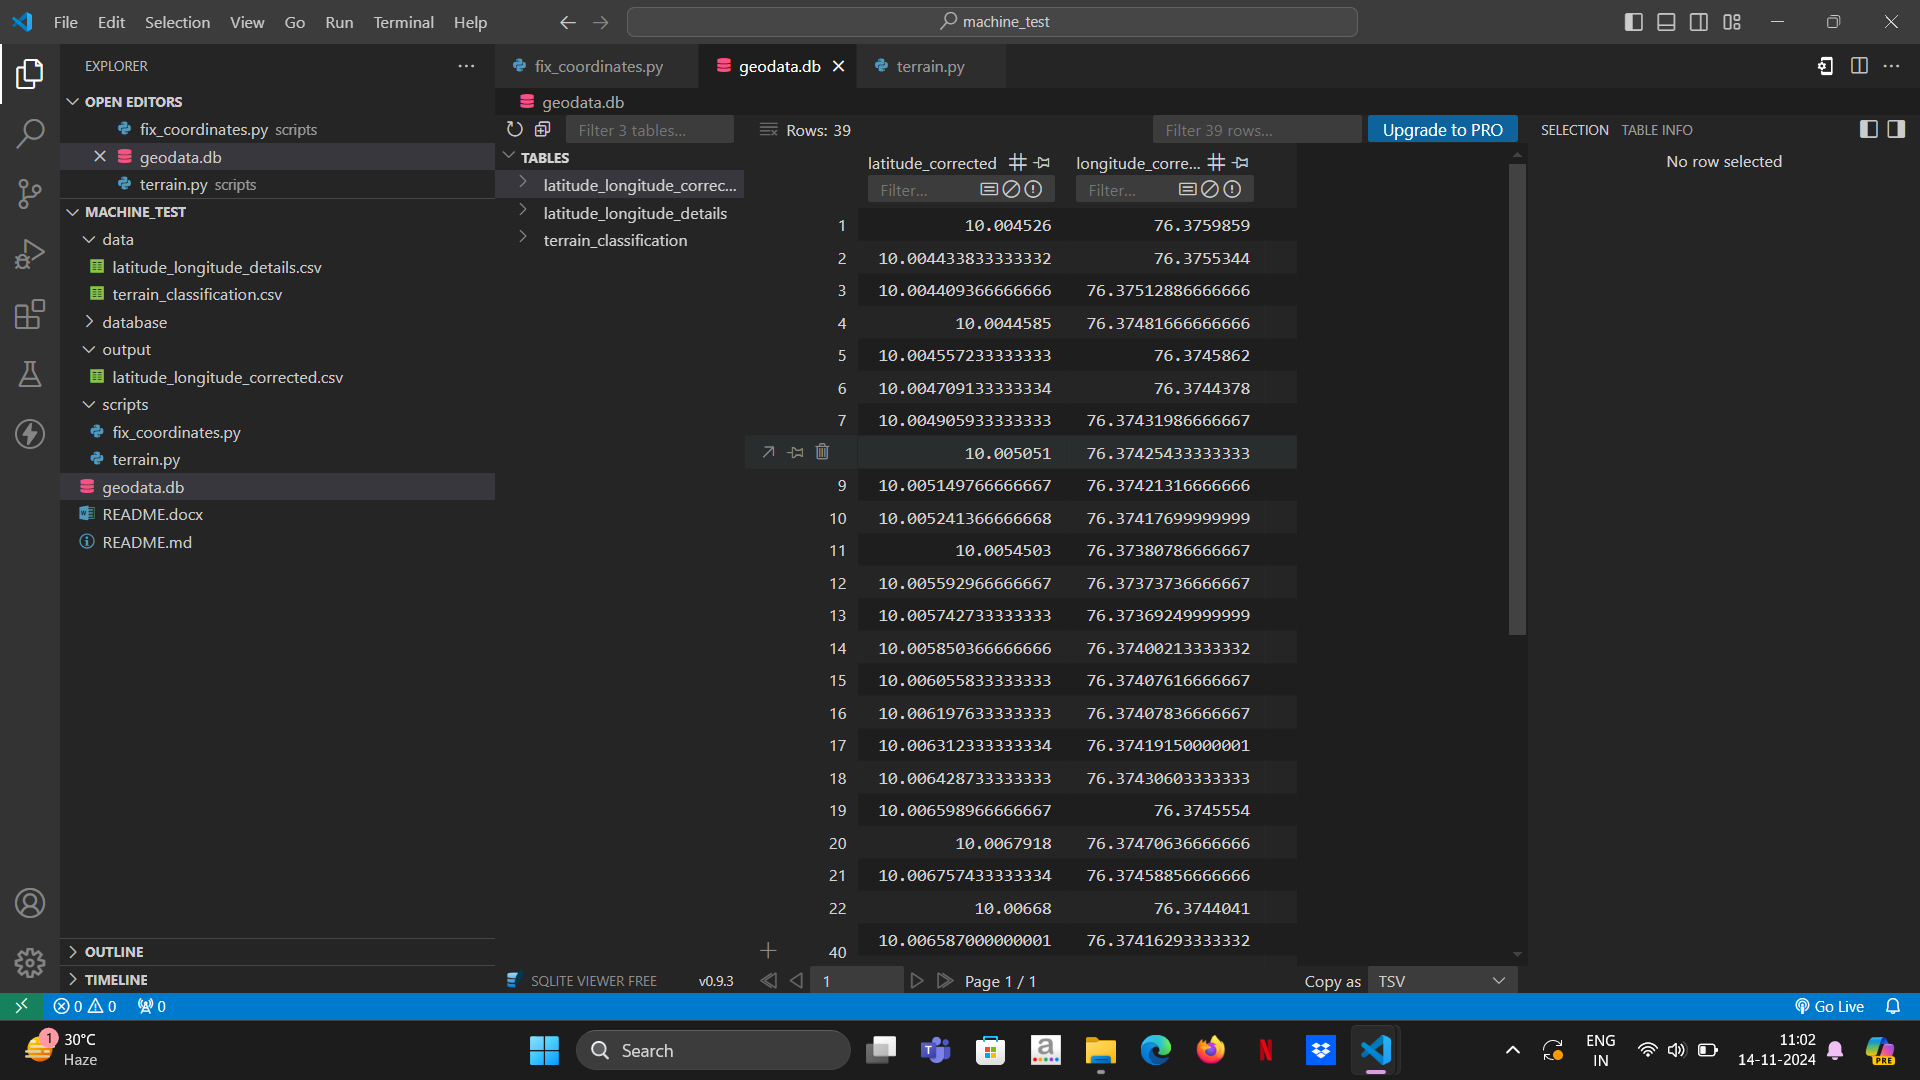 File Edit Selection View Go Run Terminal Help
machine_test
EXPLORER
OPEN EDITORS
fix_coordinates.py scripts
geodata.db
terrain.py scripts
MACHINE_TEST
data
latitude_longitude_details.csv
terrain_classification.csv
database
output
latitude_longitude_corrected.csv
scripts
fix_coordinates.py
terrain.py
geodata.db
README.docx
README.md
OUTLINE
TIMELINE
fix_coordinates.py geodata.db terrain.py
geodata.db
Filter 3 tables...
Rows: 39
Filter 39 rows...
Upgrade to PRO
SELECTION TABLE INFO
No row selected
TABLES
latitude_longitude_correc...
latitude_longitude_details
terrain_classification
latitude_corrected longitude_corre...
Filter... Filter...
1 10.004526 76.3759859
2 10.004433833333332 76.3755344
3 10.004409366666666 76.37512886666666
4 10.0044585 76.37481666666666
5 10.004557233333333 76.3745862
6 10.004709133333334 76.3744378
7 10.004905933333333 76.37431986666667
10.005051 76.37425433333333
9 10.005149766666667 76.37421316666666
10 10.005241366666668 76.37417699999999
11 10.0054503 76.37380786666667
12 10.005592966666667 76.37373736666667
13 10.005742733333333 76.37369249999999
14 10.005850366666666 76.37400213333332
15 10.006055833333333 76.37407616666667
16 10.006197633333333 76.37407836666667
17 10.006312333333334 76.37419150000001
18 10.006428733333333 76.37430603333333
19 10.006598966666667 76.3745554
20 10.0067918 76.37470636666666
21 10.006757433333334 76.37458856666666
22 10.00668 76.3744041
40 10.006587000000001 76.37416293333332
SQLITE VIEWER FREE v0.9.3
1 Page 1 / 1
Copy as TSV
0 0 0
Go Live
1
30°C
Haze
Search
ENG
IN
11:02
14-11-2024
PRE